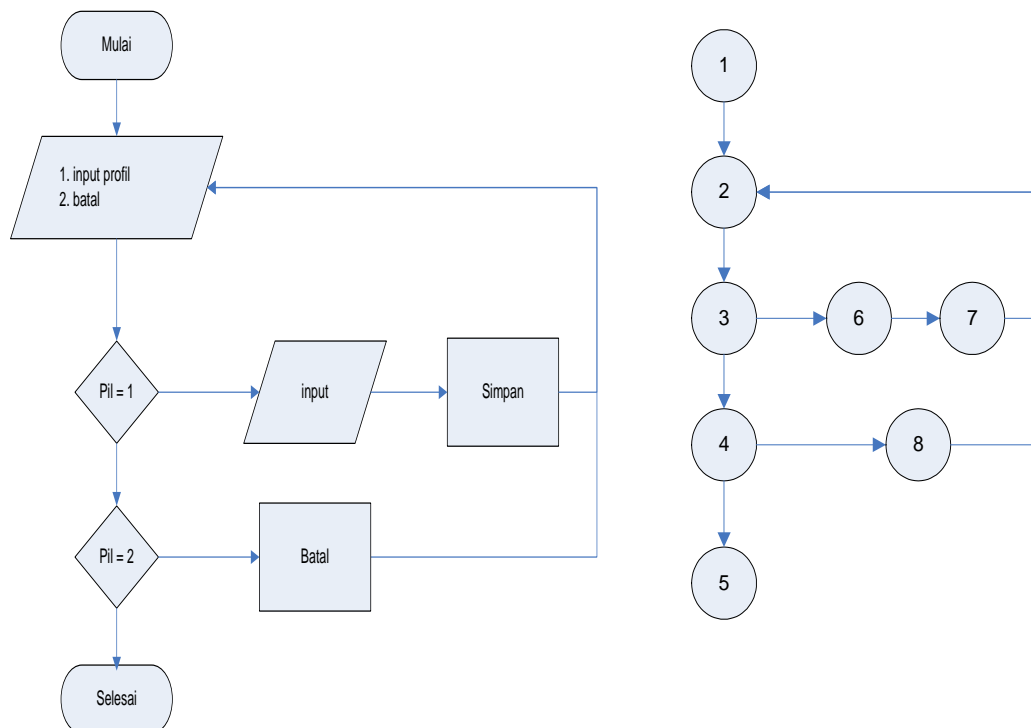 Mulai
1. input profil
2. batal
Pil = 1
input
Simpan
Pil = 2
Batal
Selesai
1
2
3
6
7
4
8
5